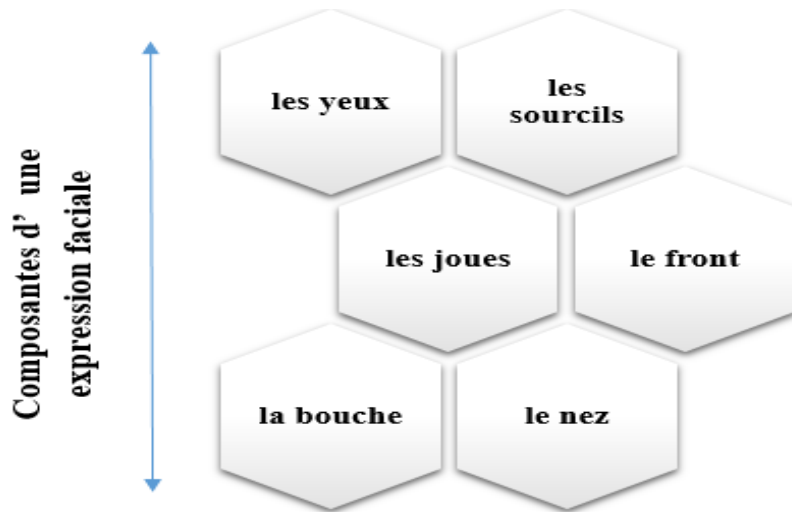 Composantes d’ une
expression faciale
les yeux
les
sourcils
les joues
le front
la bouche
le nez